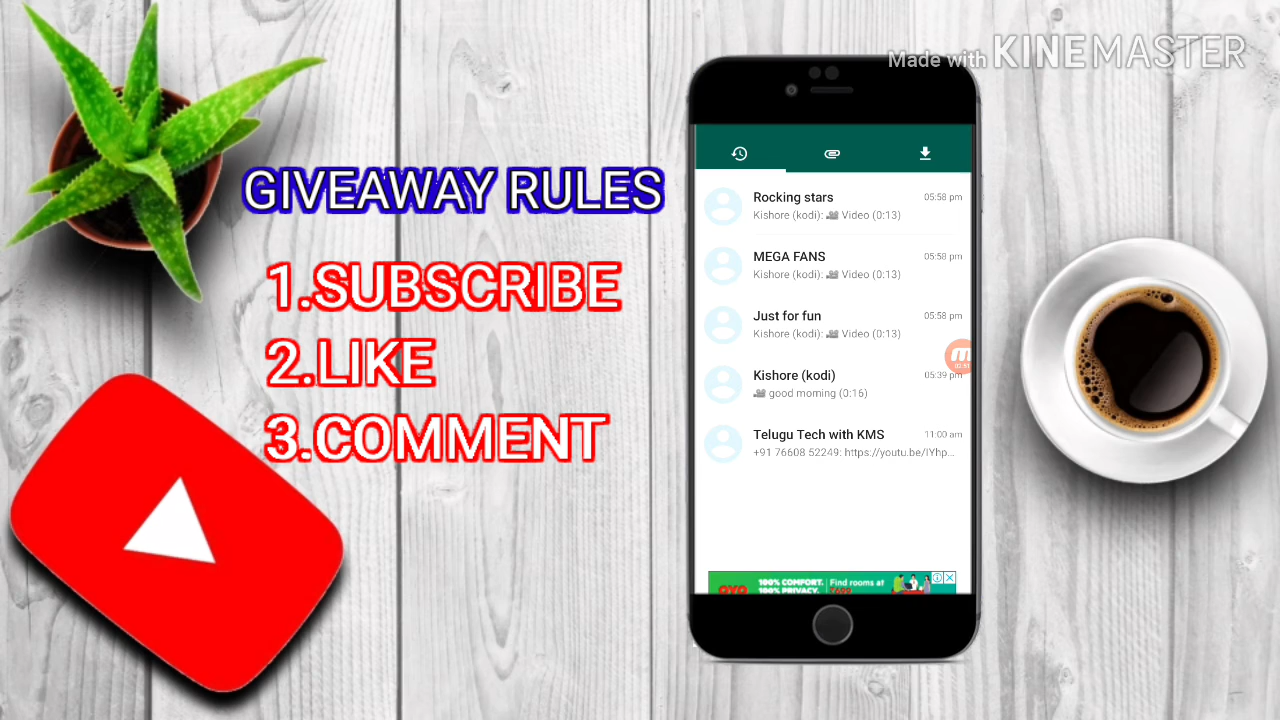 Made with KINEMASTER
GIVEAWAY RULES
1.SUBSCRIBE
2.LIKE
3.COMMENT
Rocking stars 05:58 pm
Kishore (kodi): 🎥 Video (0:13)
MEGA FANS 05:58 pm
Kishore (kodi): 🎥 Video (0:13)
Just for fun 05:58 pm
Kishore (kodi): 🎥 Video (0:13)
Kishore (kodi) 05:39 pm
🎥 good morning (0:16)
Telugu Tech with KMS 11:00 am
+91 76608 52249: https://youtu.be/IYhp...
OYO
100% COMFORT.
100% PRIVACY.
Find rooms at